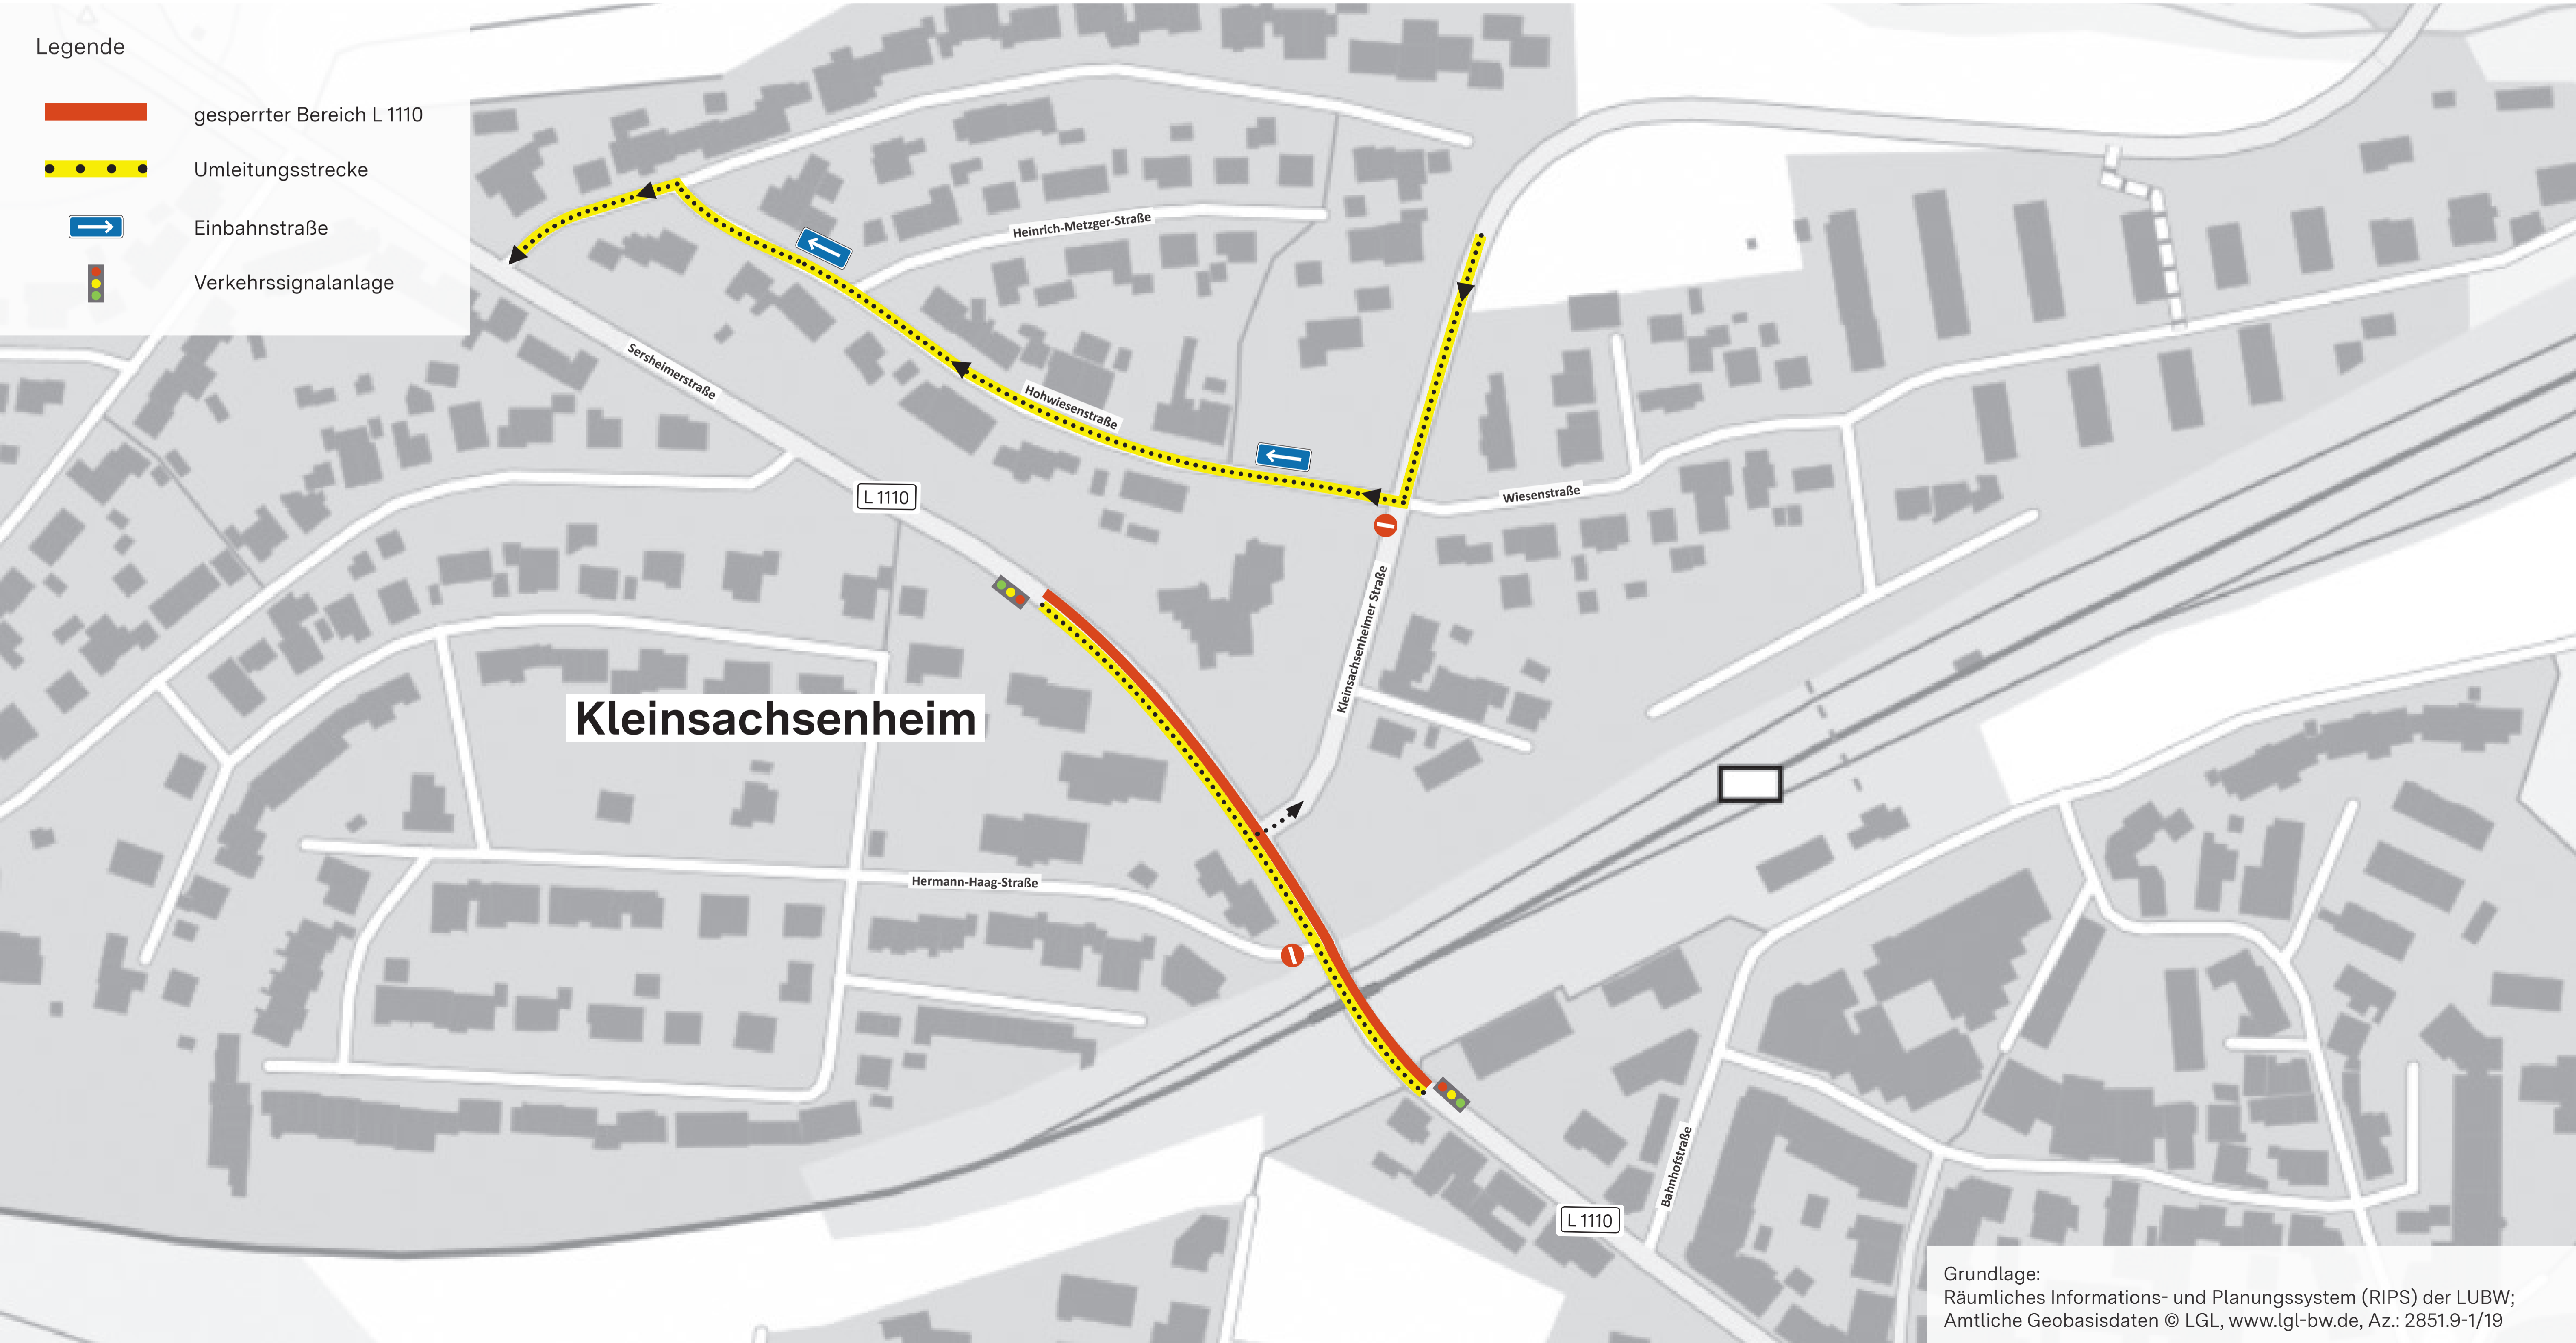 Legende
gesperrter Bereich L 1110
Umleitungsstrecke
Einbahnstraße
Verkehrssignalanlage
Heinrich-Metzger-Straße
Sersheimerstraße
Hohwiesenstraße
L 1110
Wiesenstraße
Kleinsachsenheimer Straße
Kleinsachsenheim
Hermann-Haag-Straße
Bahnhofstraße
L 1110
Grundlage:
Räumliches Informations- und Planungssystem (RIPS) der LUBW;
Amtliche Geobasisdaten © LGL, www.lgl-bw.de, Az.: 2851.9-1/19